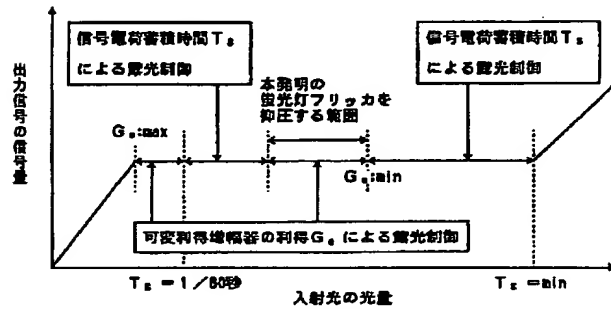 信号電荷蓄積時間Ts
による露光制御
信号電荷蓄積時間Ts
による露光制御
本発明の
蛍光灯フリッカを
抑圧する範囲
出力信号の信号量
:max
:min
可変利得増幅器の利得G による露光制御
Ts=1/60秒
Ts=min
入射光の光量